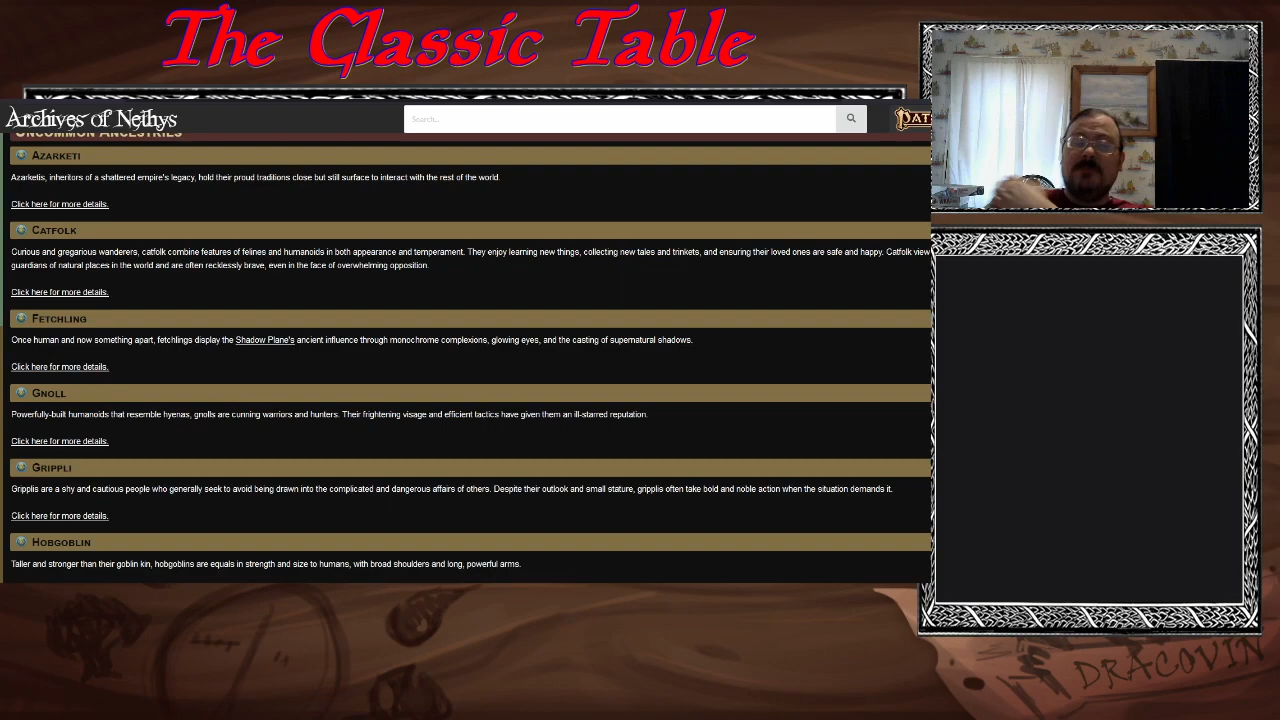 The Classic Table
Archives of Nethys
Search...
PAT
UNCOMMON ANCESTRIES
AZARKETI
Azarketis, inheritors of a shattered empire's legacy, hold their proud traditions close but still surface to interact with the rest of the world.
Click here for more details.
CATFOLK
Curious and gregarious wanderers, catfolk combine features of felines and humanoids in both appearance and temperament. They enjoy learning new things, collecting new tales and trinkets, and ensuring their loved ones are safe and happy. Catfolk view
guardians of natural places in the world and are often recklessly brave, even in the face of overwhelming opposition.
Click here for more details.
FETCHLING
Once human and now something apart, fetchlings display the Shadow Plane's ancient influence through monochrome complexions, glowing eyes, and the casting of supernatural shadows.
Click here for more details.
GNOLL
Powerfully-built humanoids that resemble hyenas, gnolls are cunning warriors and hunters. Their frightening visage and efficient tactics have given them an ill-starred reputation.
Click here for more details.
GRIPPLI
Gripplis are a shy and cautious people who generally seek to avoid being drawn into the complicated and dangerous affairs of others. Despite their outlook and small stature, gripplis often take bold and noble action when the situation demands it.
Click here for more details.
HOBGOBLIN
Taller and stronger than their goblin kin, hobgoblins are equals in strength and size to humans, with broad shoulders and long, powerful arms.
DRACOVIN